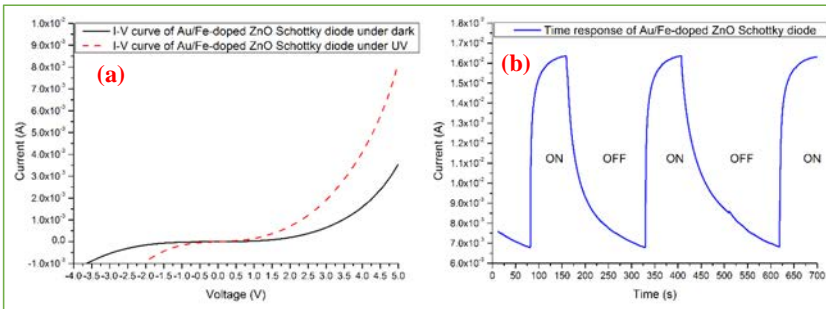 I-V curve of Au/Fe-doped ZnO Schottky diode under dark
I-V curve of Au/Fe-doped ZnO Schottky diode under UV
(a)
Current (A)
1.0x10⁻²
9.0x10⁻³
8.0x10⁻³
7.0x10⁻³
6.0x10⁻³
5.0x10⁻³
4.0x10⁻³
3.0x10⁻³
2.0x10⁻³
1.0x10⁻³
0.0
-1.0x10⁻³
-4.0 -3.5 -3.0 -2.5 -2.0 -1.5 -1.0 -0.5 0.0 0.5 1.0 1.5 2.0 2.5 3.0 3.5 4.0 4.5 5.0
Voltage (V)
Time response of Au/Fe-doped ZnO Schottky diode
(b)
Current (A)
1.8x10⁻²
1.7x10⁻²
1.6x10⁻²
1.4x10⁻²
1.3x10⁻²
1.2x10⁻²
1.1x10⁻²
1.0x10⁻²
9.0x10⁻³
8.0x10⁻³
7.0x10⁻³
6.0x10⁻³
ON OFF ON OFF ON
0 50 100 150 200 250 300 350 400 450 500 550 600 650 700
Time (s)